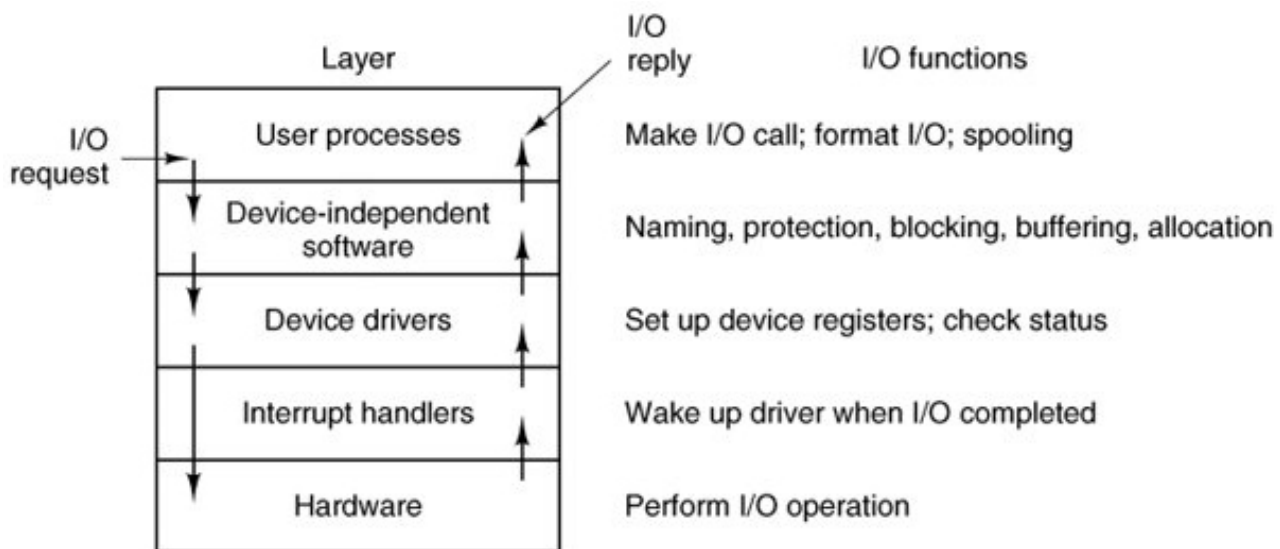 Layer
I/O
reply
I/O functions
I/O
request
User processes
Make I/O call; format I/O; spooling
Device-independent
software
Naming, protection, blocking, buffering, allocation
Device drivers
Set up device registers; check status
Interrupt handlers
Wake up driver when I/O completed
Hardware
Perform I/O operation